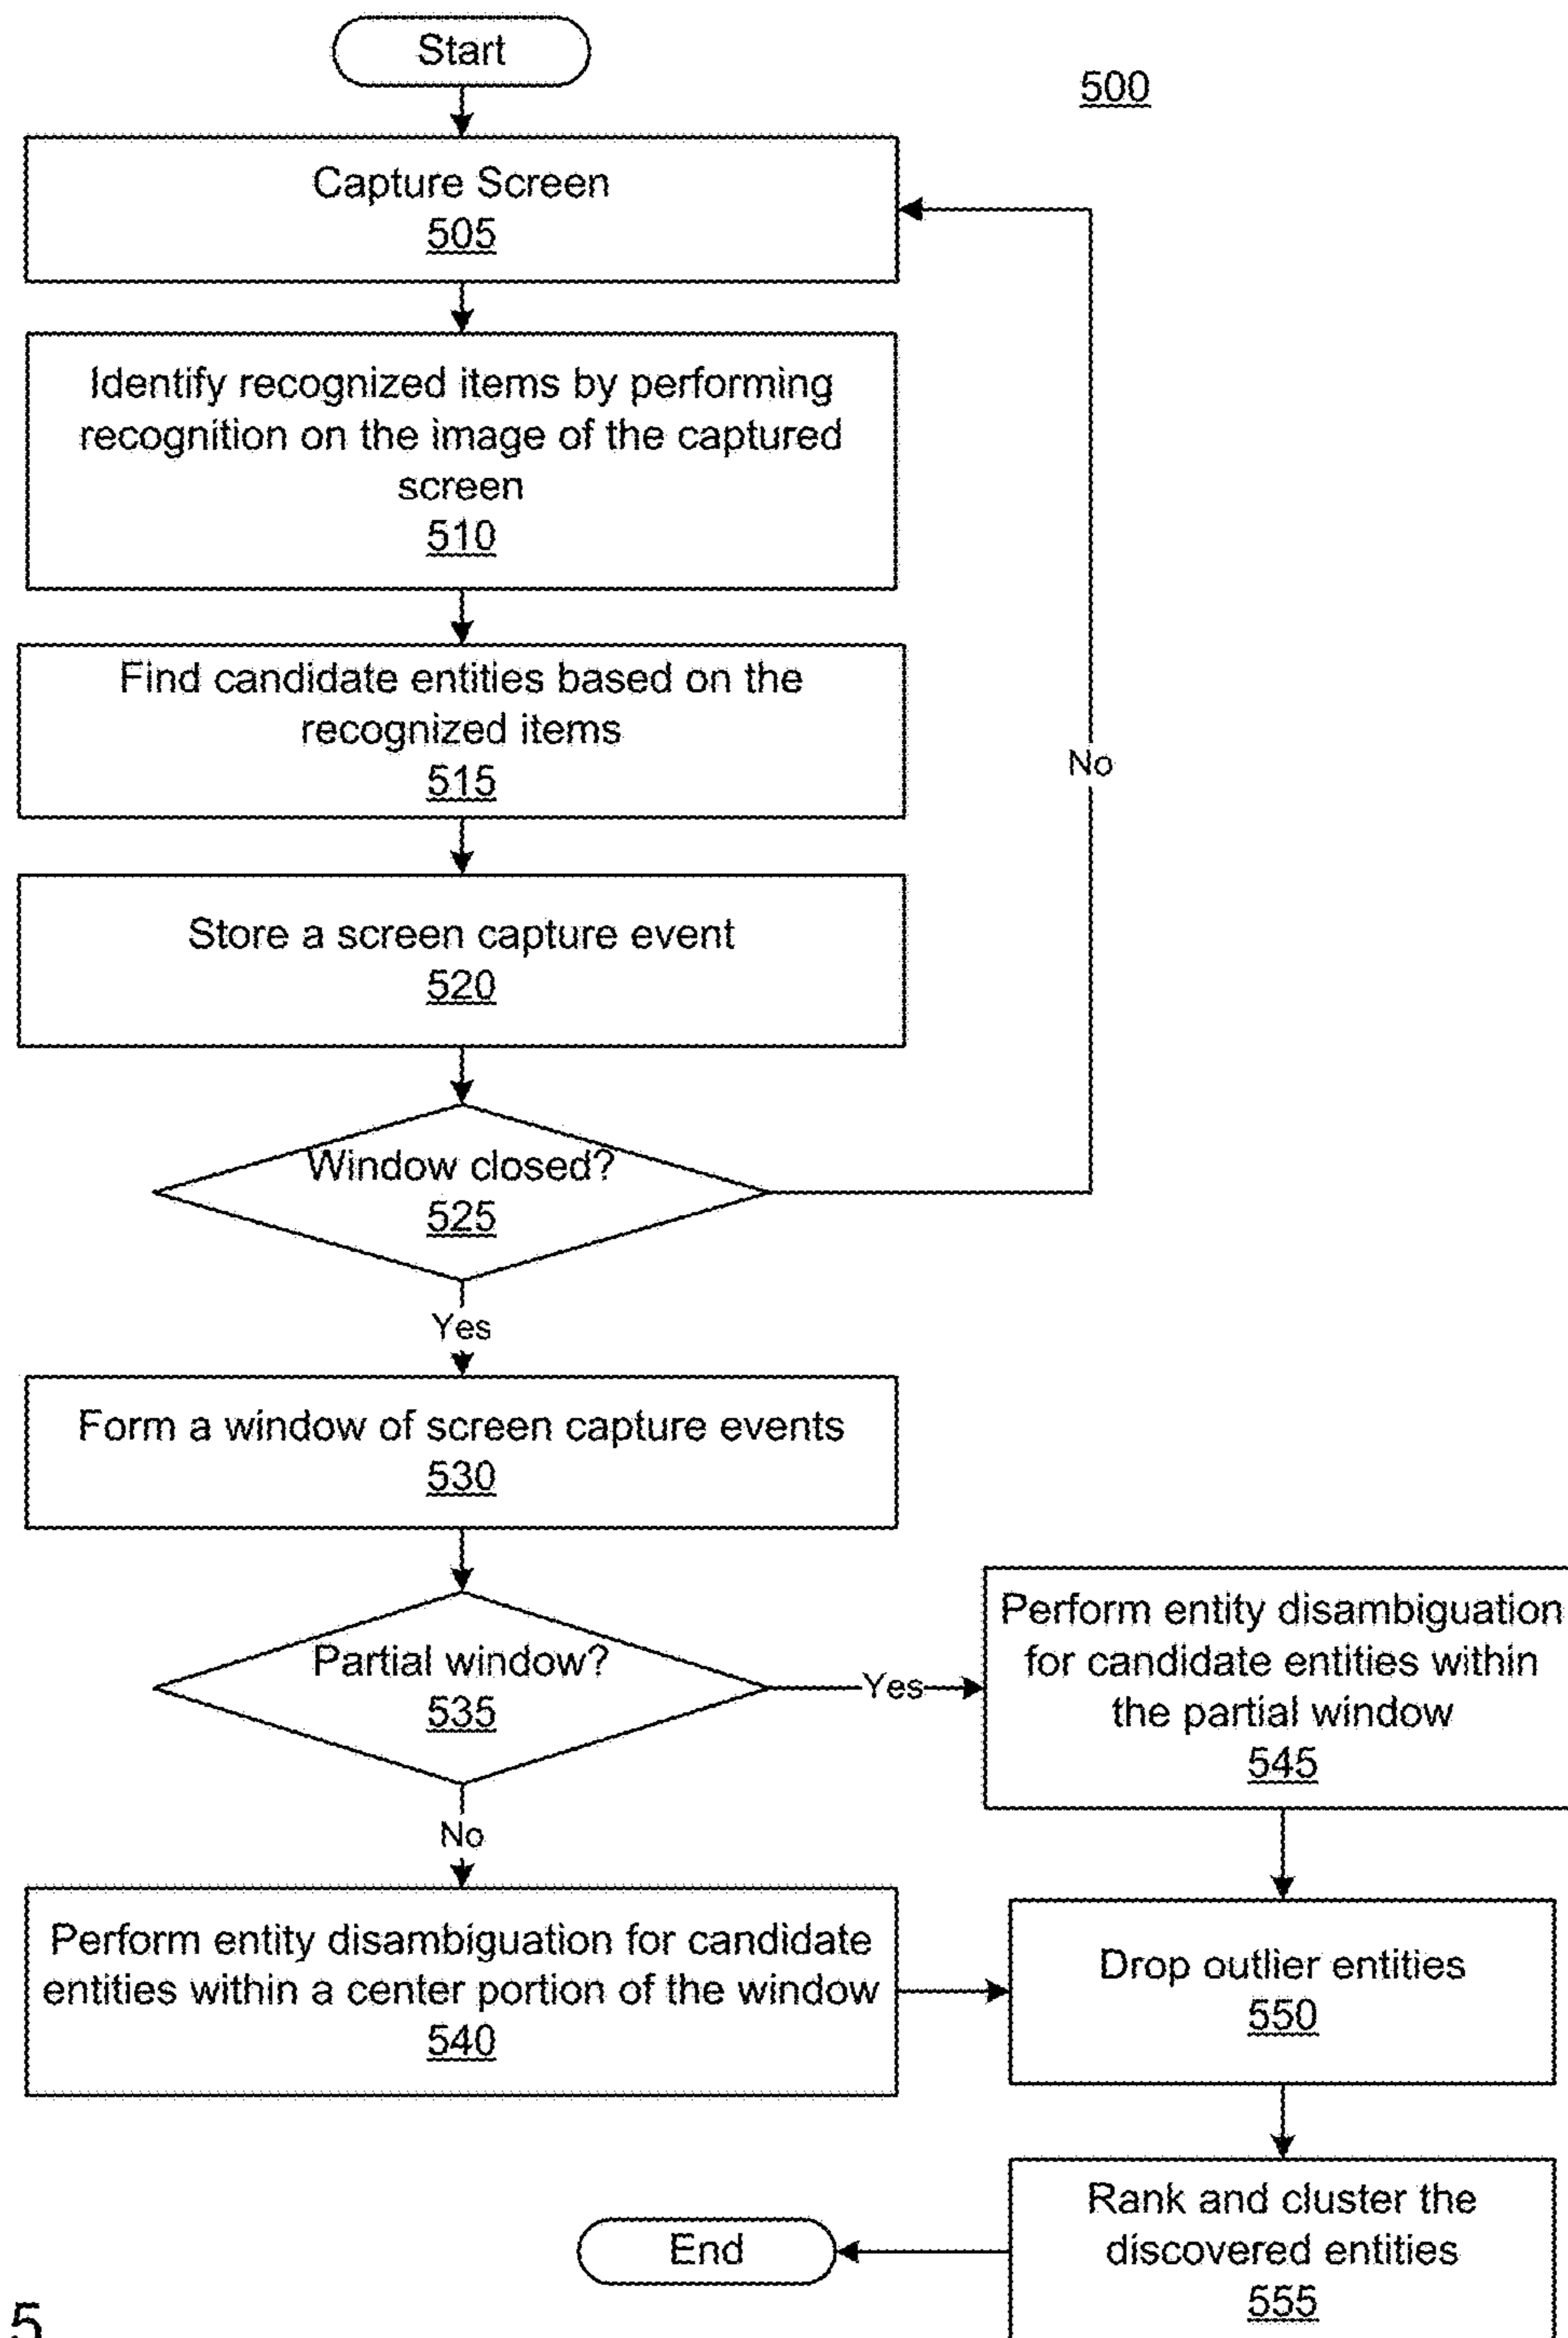 Start
500
Capture Screen
505
Identify recognized items by performing
recognition on the image of the captured
screen
510
Find candidate entities based on the
recognized items
515
No
Store a screen capture event
520
Window closed?
525
Yes
Form a window of screen capture events
530
Partial window?
535
Yes
Perform entity disambiguation
for candidate entities within
the partial window
545
No
Perform entity disambiguation for candidate
entities within a center portion of the window
540
Drop outlier entities
550
Rank and cluster the
discovered entities
555
End
5